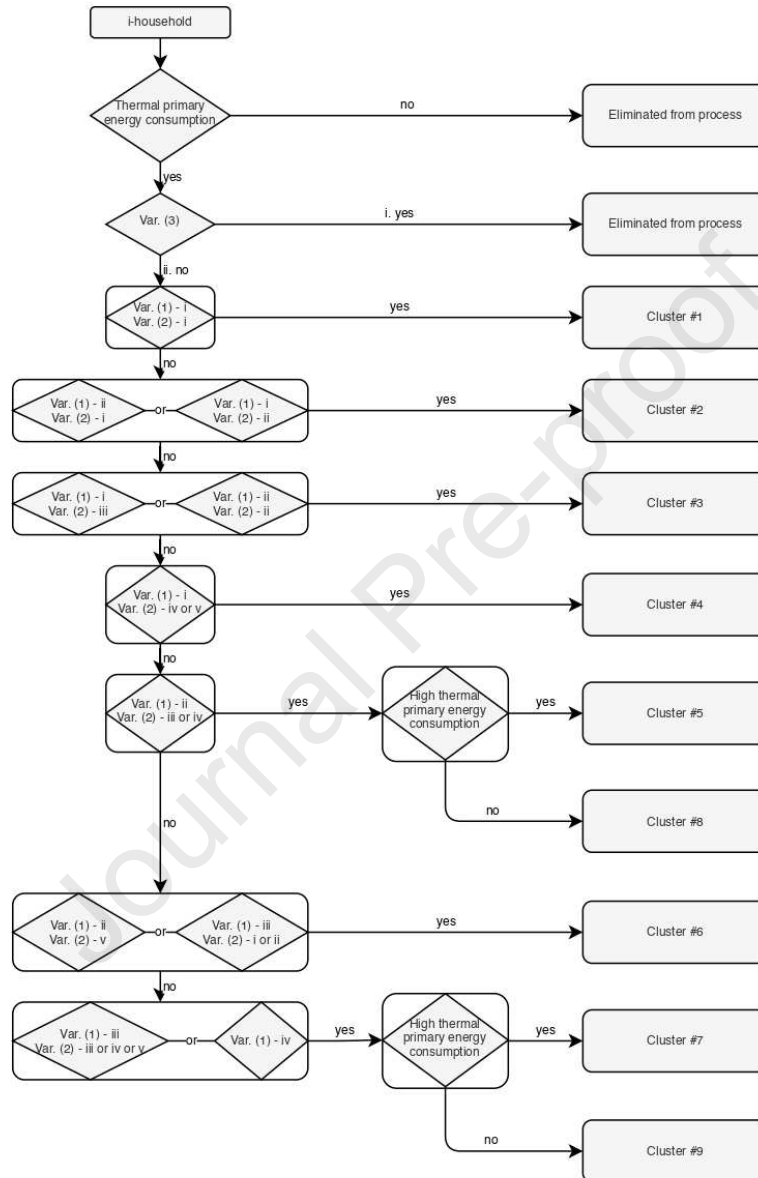 i-household
Thermal primary
energy consumption
no
Eliminated from process
yes
Var. (3)
i. yes
Eliminated from process
ii. no
Var. (1) - i
Var. (2) - i
yes
Cluster #1
no
Var. (1) - ii
Var. (2) - i
or
Var. (1) - i
Var. (2) - ii
yes
Cluster #2
no
Var. (1) - i
Var. (2) - iii
or
Var. (1) - ii
Var. (2) - ii
yes
Cluster #3
no
Var. (1) - i
Var. (2) - iv or v
yes
Cluster #4
no
Var. (1) - ii
Var. (2) - iii or iv
yes
High thermal
primary energy
consumption
yes
Cluster #5
no
Cluster #8
no
Var. (1) - ii
Var. (2) - v
or
Var. (1) - iii
Var. (2) - i or ii
yes
Cluster #6
no
Var. (1) - iii
Var. (2) - iii or iv or v
or
Var. (1) - iv
yes
High thermal
primary energy
consumption
yes
Cluster #7
no
Cluster #9
Journal Pre-proof